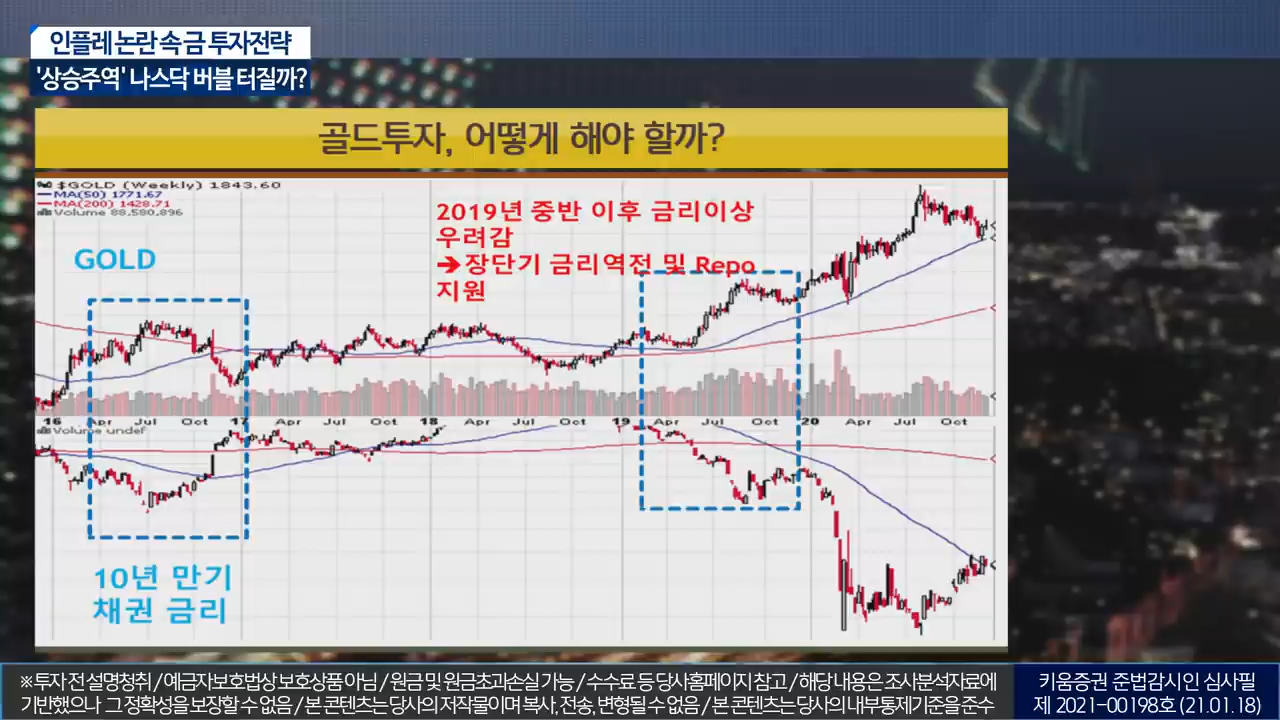 인플레 논란 속 금 투자전략
'상승주역' 나스닥 버블 터질까?
골드투자, 어떻게 해야 할까?
$GOLD (Weekly) 1843.60
MA(50) 1771.67
MA(200) 1428.71
Volume 88,580,896
GOLD
2019년 중반 이후 금리이상
우려감
→장단기 금리역전 및 Repo
지원
16 Apr Jul Oct 17 Apr Jul Oct 18 Apr Jul Oct 19 Apr Jul Oct 20 Apr Jul Oct
Volume undef
10년 만기
채권 금리
※ 투자 전 설명청취 / 예금자보호법상 보호상품 아님 / 원금 및 원금초과손실 가능 / 수수료 등 당사홈페이지 참고 / 해당 내용은 조사분석자료에
기반했으나 그 정확성을 보장할 수 없음 / 본 콘텐츠는 당사의 저작물이며 복사, 전송, 변형될 수 없음 / 본 콘텐츠는 당사의 내부통제기준을 준수
키움증권 준법감시인 심사필
제 2021-00198호 (21.01.18)